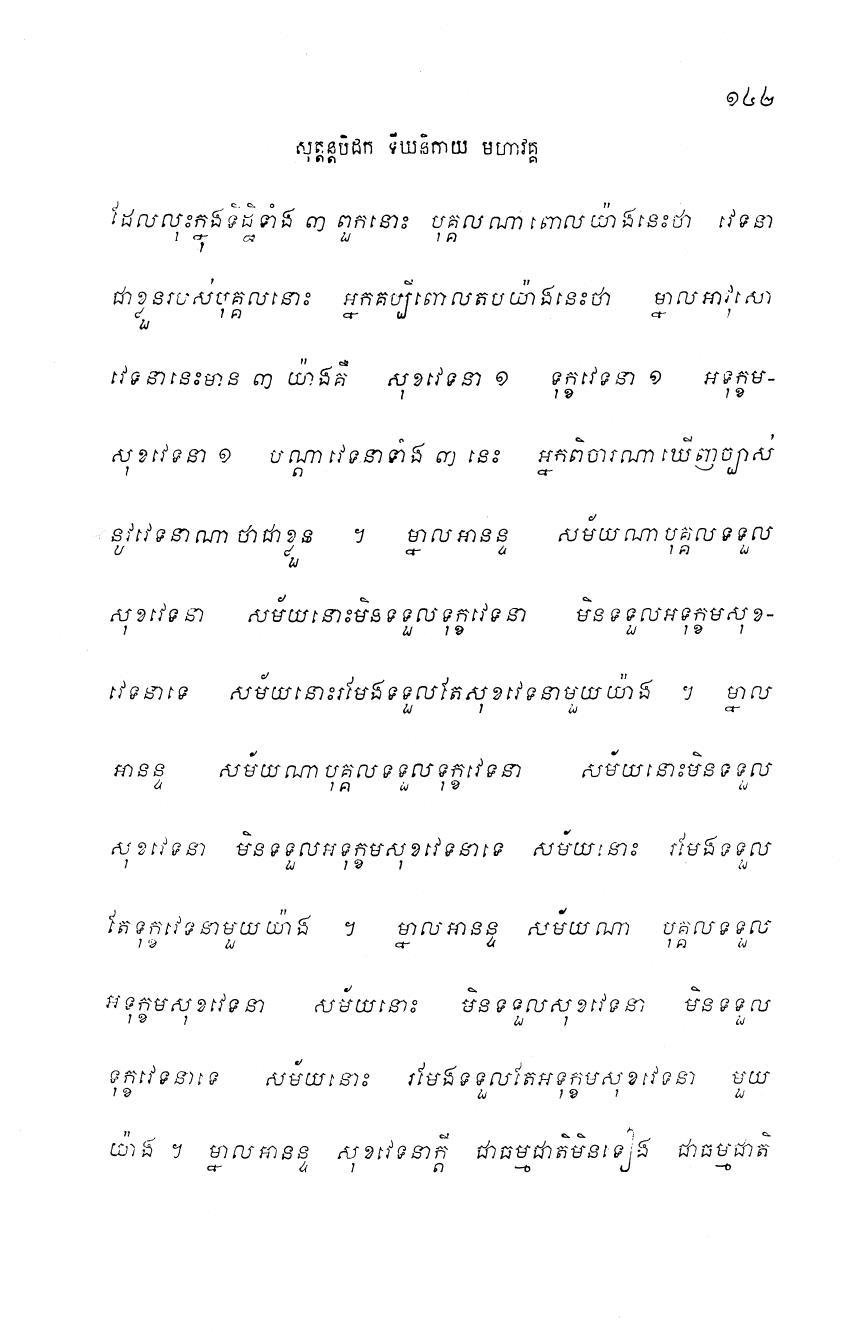 ១៤២
សុត្តន្តបិដក ទីឃនិកាយ មហាវគ្គ
ដែលលុះក្នុងទិដ្ឋិទាំង ៣ ពួកនោះ បុគ្គលណាពោលយ៉ាងនេះថា វេទនា
ជាខ្លួនរបស់បុគ្គលនោះ អ្នកគប្បីពោលតបយ៉ាងនេះថា ម្នាលអាវុសោ
វេទនានេះមាន ៣ យ៉ាងគឺ សុខវេទនា ១ ទុក្ខវេទនា ១ អទុក្ខម-
សុខវេទនា ១ បណ្តាវេទនាទាំង ៣ នេះ អ្នកពិចារណាឃើញច្បាស់
នូវវេទនាណាថាជាខ្លួន ។ ម្នាលអានន្ទ សម័យណាបុគ្គលទទួល
សុខវេទនា សម័យនោះមិនទទួលទុក្ខវេទនា មិនទទួលអទុក្ខមសុខ-
វេទនាទេ សម័យនោះរមែងទទួលតែសុខវេទនាមួយយ៉ាង ។ ម្នាល
អានន្ទ សម័យណាបុគ្គលទទួលទុក្ខវេទនា សម័យនោះមិនទទួល
សុខវេទនា មិនទទួលអទុក្ខមសុខវេទនាទេ សម័យនោះ រមែងទទួល
តែទុក្ខវេទនាមួយយ៉ាង ។ ម្នាលអានន្ទ សម័យណា បុគ្គលទទួល
អទុក្ខមសុខវេទនា សម័យនោះ មិនទទួលសុខវេទនា មិនទទួល
ទុក្ខវេទនាទេ សម័យនោះ រមែងទទួលតែអទុក្ខមសុខវេទនា មួយ
យ៉ាង ។ ម្នាលអានន្ទ សុខវេទនាក្តី ជាធម្មជាតិមិនទៀង ជាធម្មជាតិ